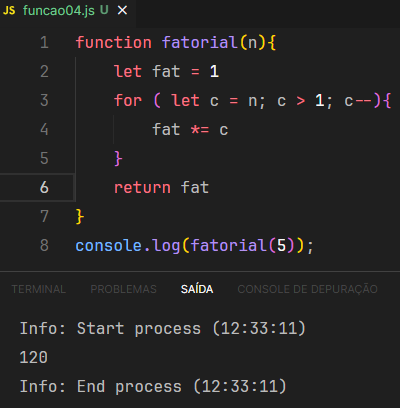 JS funcao04.js U ×
1 function fatorial(n){
2 let fat = 1
3 for ( let c = n; c > 1; c--){
4 fat *= c
5 }
6 return fat
7 }
8 console.log(fatorial(5));
TERMINAL PROBLEMAS SAÍDA CONSOLE DE DEPURAÇÃO
Info: Start process (12:33:11)
120
Info: End process (12:33:11)